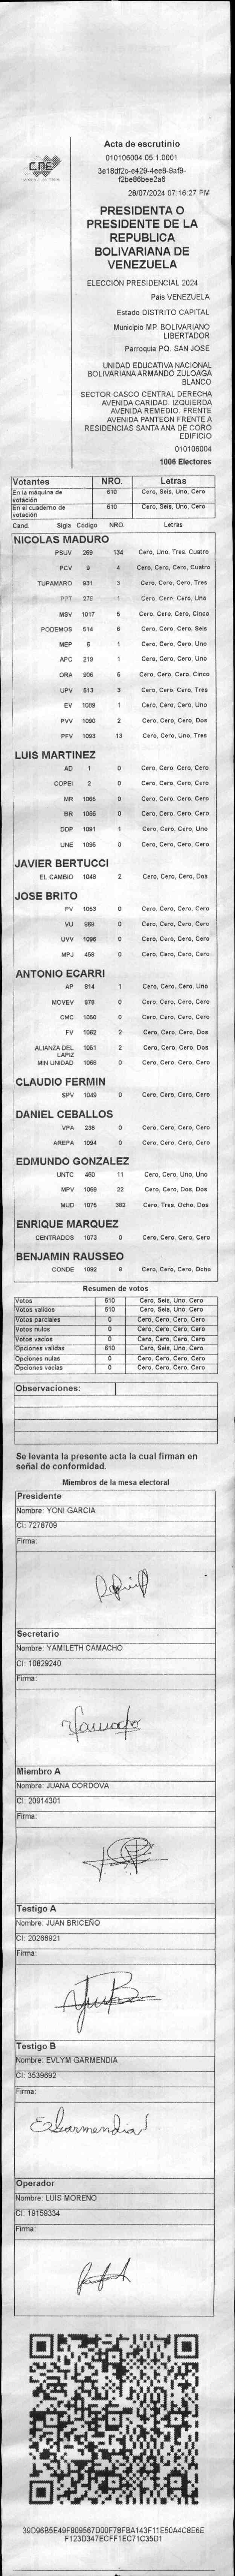 CDE
Acta de escrutinio
010106004.05.1.0001
3e18df2c-e429-4ee8-9af9-
f2be86bee2a6
28/07/2024 07:16:27 PM
PRESIDENTA O
PRESIDENTE DE LA
REPUBLICA
BOLIVARIANA DE
VENEZUELA
ELECCIÓN PRESIDENCIAL 2024
Pais VENEZUELA
Estado DISTRITO CAPITAL
Municipio MP. BOLIVARIANO
LIBERTADOR
Parroquia PQ. SAN JOSE
UNIDAD EDUCATIVA NACIONAL
BOLIVARIANA ARMANDO ZULOAGA
BLANCO
SECTOR CASCO CENTRAL DERECHA
AVENIDA CARIDAD. IZQUIERDA
AVENIDA REMEDIO. FRENTE
AVENIDA PANTEON FRENTE A
RESIDENCIAS SANTA ANA DE CORO
EDIFICIO
010106004
1006 Electores
Votantes NRO. Letras
En la máquina de votación 610 Cero, Seis, Uno, Cero
En el cuaderno de votación 610 Cero, Seis, Uno, Cero
Cand. Sigla Código NRO. Letras
NICOLAS MADURO
PSUV 269 134 Cero, Uno, Tres, Cuatro
PCV 9 4 Cero, Cero, Cero, Cuatro
TUPAMARO 931 3 Cero, Cero, Cero, Tres
PPT 276 1 Cero, Cero, Cero, Uno
MSV 1017 5 Cero, Cero, Cero, Cinco
PODEMOS 514 6 Cero, Cero, Cero, Seis
MEP 6 1 Cero, Cero, Cero, Uno
APC 219 1 Cero, Cero, Cero, Uno
ORA 906 5 Cero, Cero, Cero, Cinco
UPV 513 3 Cero, Cero, Cero, Tres
EV 1089 1 Cero, Cero, Cero, Uno
PVV 1090 2 Cero, Cero, Cero, Dos
PFV 1093 13 Cero, Cero, Uno, Tres
LUIS MARTINEZ
AD 1 0 Cero, Cero, Cero, Cero
COPEI 2 0 Cero, Cero, Cero, Cero
MR 1065 0 Cero, Cero, Cero, Cero
BR 1066 0 Cero, Cero, Cero, Cero
DDP 1091 1 Cero, Cero, Cero, Uno
UNE 1095 0 Cero, Cero, Cero, Cero
JAVIER BERTUCCI
EL CAMBIO 1048 2 Cero, Cero, Cero, Dos
JOSE BRITO
PV 1053 0 Cero, Cero, Cero, Cero
VU 989 0 Cero, Cero, Cero, Cero
UVV 1096 0 Cero, Cero, Cero, Cero
MPJ 458 0 Cero, Cero, Cero, Cero
ANTONIO ECARRI
AP 814 1 Cero, Cero, Cero, Uno
MOVEV 978 0 Cero, Cero, Cero, Cero
CMC 1050 0 Cero, Cero, Cero, Cero
FV 1062 2 Cero, Cero, Cero, Dos
ALIANZA DEL LAPIZ 1051 2 Cero, Cero, Cero, Dos
MIN UNIDAD 1068 0 Cero, Cero, Cero, Cero
CLAUDIO FERMIN
SPV 1049 0 Cero, Cero, Cero, Cero
DANIEL CEBALLOS
VPA 236 0 Cero, Cero, Cero, Cero
AREPA 1094 0 Cero, Cero, Cero, Cero
EDMUNDO GONZALEZ
UNTC 460 11 Cero, Cero, Uno, Uno
MPV 1069 22 Cero, Cero, Dos, Dos
MUD 1075 382 Cero, Tres, Ocho, Dos
ENRIQUE MARQUEZ
CENTRADOS 1073 0 Cero, Cero, Cero, Cero
BENJAMIN RAUSSEO
CONDE 1092 8 Cero, Cero, Cero, Ocho
Resumen de votos
Votos 610 Cero, Seis, Uno, Cero
Votos validos 610 Cero, Seis, Uno, Cero
Votos parciales 0 Cero, Cero, Cero, Cero
Votos nulos 0 Cero, Cero, Cero, Cero
Votos vacios 0 Cero, Cero, Cero, Cero
Opciones validas 610 Cero, Seis, Uno, Cero
Opciones nulas 0 Cero, Cero, Cero, Cero
Opciones vacías 0 Cero, Cero, Cero, Cero
Observaciones:
Se levanta la presente acta la cual firman en
señal de conformidad.
Miembros de la mesa electoral
Presidente
Nombre: YONI GARCIA
CI: 7278709
Firma:
Secretario
Nombre: YAMILETH CAMACHO
CI: 10829240
Firma:
Miembro A
Nombre: JUANA CORDOVA
CI: 20914301
Firma:
Testigo A
Nombre: JUAN BRICEÑO
CI: 20266921
Firma:
Testigo B
Nombre: EVLYM GARMENDIA
CI: 3539692
Firma:
Operador
Nombre: LUIS MORENO
CI: 19159334
Firma:
39D96B5E49F809567D00F7BFBA143F11E50A4C8E6E
F123D347ECFF1EC71C35D1